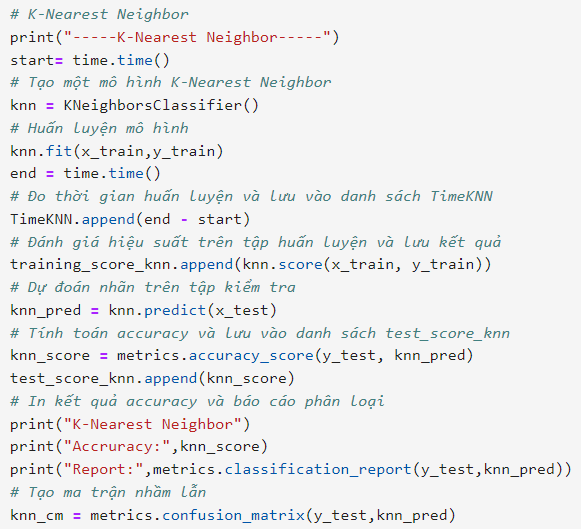 # K-Nearest Neighbor
print("-----K-Nearest Neighbor-----")
start= time.time()
# Tạo một mô hình K-Nearest Neighbor
knn = KNeighborsClassifier()
# Huấn luyện mô hình
knn.fit(x_train,y_train)
end = time.time()
# Đo thời gian huấn luyện và lưu vào danh sách TimeKNN
TimeKNN.append(end - start)
# Đánh giá hiệu suất trên tập huấn luyện và lưu kết quả
training_score_knn.append(knn.score(x_train, y_train))
# Dự đoán nhãn trên tập kiểm tra
knn_pred = knn.predict(x_test)
# Tính toán accuracy và lưu vào danh sách test_score_knn
knn_score = metrics.accuracy_score(y_test, knn_pred)
test_score_knn.append(knn_score)
# In kết quả accuracy và báo cáo phân loại
print("K-Nearest Neighbor")
print("Accruracy:",knn_score)
print("Report:",metrics.classification_report(y_test,knn_pred))
# Tạo ma trận nhầm lẫn
knn_cm = metrics.confusion_matrix(y_test,knn_pred)